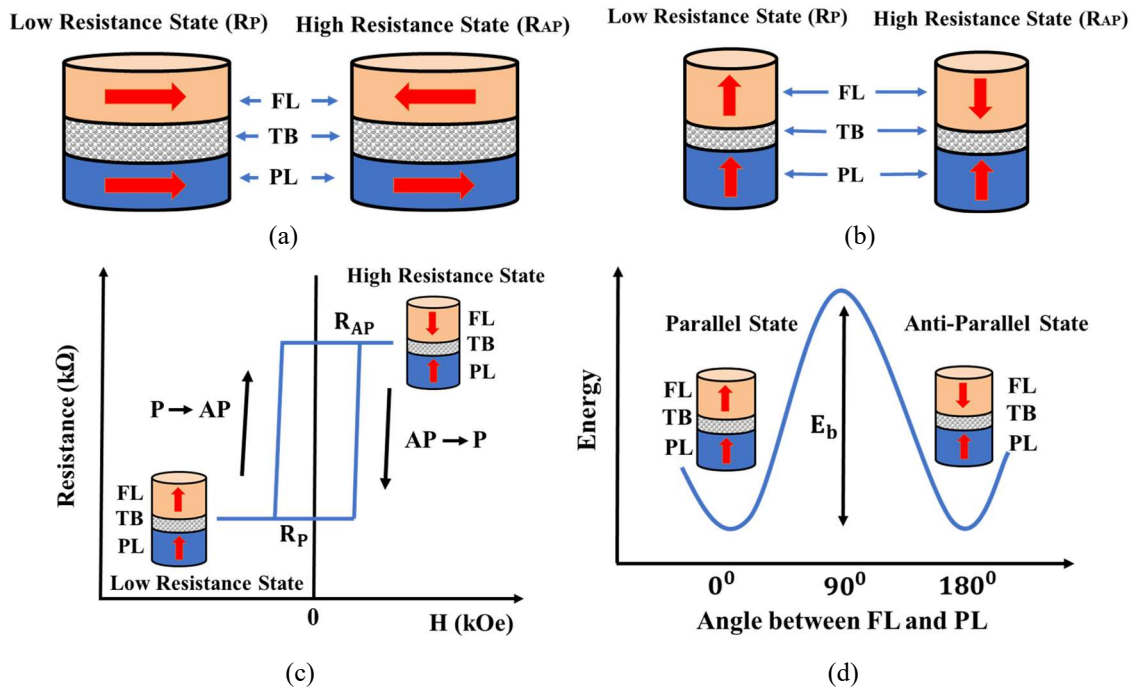 Low Resistance State (RP)
High Resistance State (RAP)
FL
TB
PL
(a)
Low Resistance State (RP)
High Resistance State (RAP)
FL
TB
PL
(b)
Resistance (kΩ)
High Resistance State
RAP
FL
TB
PL
P → AP
AP → P
FL
TB
PL
RP
Low Resistance State
0
H (kOe)
(c)
Energy
Parallel State
Anti-Parallel State
FL
TB
PL
Eb
FL
TB
PL
0⁰
90⁰
180⁰
Angle between FL and PL
(d)